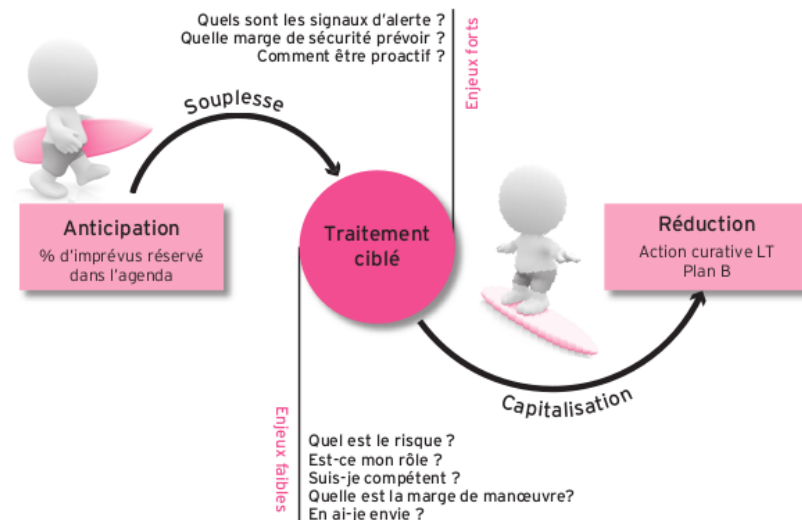 Quels sont les signaux d'alerte ?
Quelle marge de sécurité prévoir ?
Comment être proactif ?
Enjeux forts
Souplesse
Anticipation
% d'imprévus réservé
dans l'agenda
Traitement
ciblé
Réduction
Action curative LT
Plan B
Capitalisation
Enjeux faibles
Quel est le risque ?
Est-ce mon rôle ?
Suis-je compétent ?
Quelle est la marge de manœuvre?
En ai-je envie ?